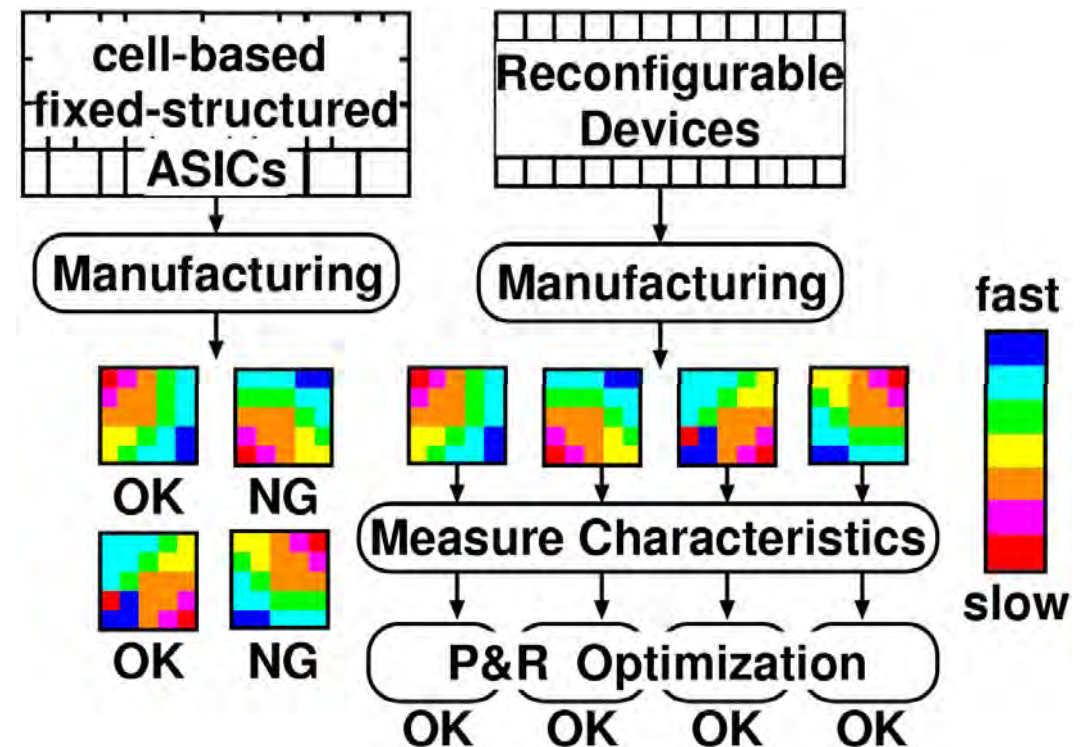 cell-based
fixed-structured
ASICs
Reconfigurable
Devices
Manufacturing
Manufacturing
fast
OK NG
OK NG
Measure Characteristics
slow
P&R Optimization
OK OK OK OK